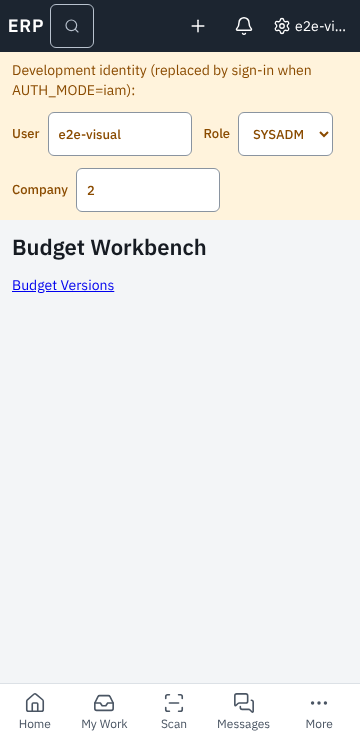 ERP
e2e-vi...
Development identity (replaced by sign-in when
AUTH_MODE=iam):
User e2e-visual Role SYSADM
Company 2
Budget Workbench
Budget Versions
Home My Work Scan Messages More